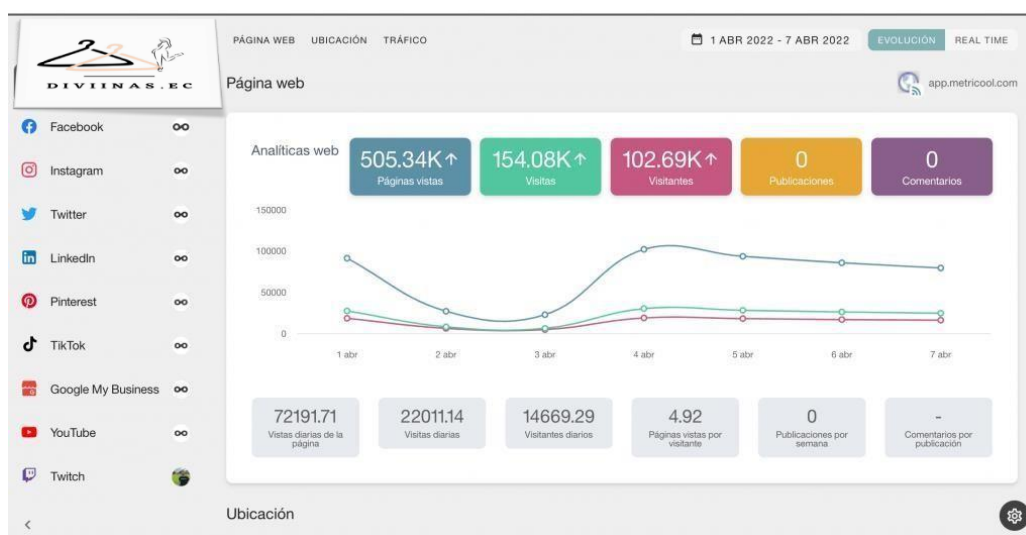 DIVIINAS.EC
PÁGINA WEB UBICACIÓN TRÁFICO
1 ABR 2022 - 7 ABR 2022
EVOLUCIÓN REAL TIME
Página web
app.metricool.com
Facebook
Instagram
Twitter
LinkedIn
Pinterest
TikTok
Google My Business
YouTube
Twitch
Analíticas web
505.34K↑
Páginas vistas
154.08K↑
Visitas
102.69K↑
Visitantes
0
Publicaciones
0
Comentarios
150000
100000
50000
0
1 abr 2 abr 3 abr 4 abr 5 abr 6 abr 7 abr
72191.71
Vistas diarias de la
página
22011.14
Visitas diarias
14669.29
Visitantes diarios
4.92
Páginas vistas por
visitante
0
Publicaciones por
semana
-
Comentarios por
publicación
Ubicación